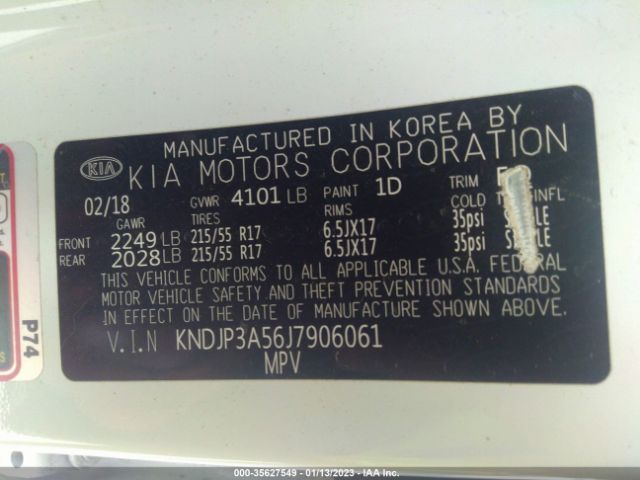 MANUFACTURED IN KOREA BY
KIA KIA MOTORS CORPORATION
02/18 GVWR 4101 LB PAINT 1D TRIM
GAWR TIRES RIMS COLD INFL
FRONT 2249 LB 215/55 R17 6.5JX17 35psi
REAR 2028 LB 215/55 R17 6.5JX17 35psi
THIS VEHICLE CONFORMS TO ALL APPLICABLE U.S.A. FEDERAL
MOTOR VEHICLE SAFETY AND THEFT PREVENTION STANDARDS
IN EFFECT ON THE DATE OF MANUFACTURE SHOWN ABOVE.
V.I.N KNDJP3A56J7906061
MPV
P74
000-35627549 - 01/13/2023 - IAA Inc.